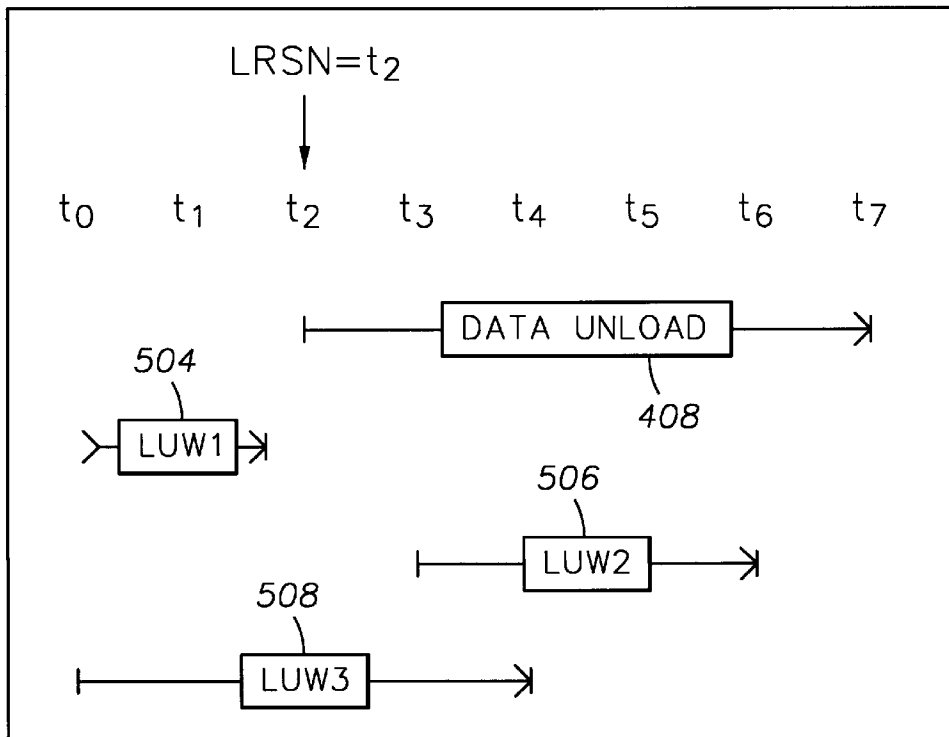 LRSN=t2
t0 t1 t2 t3 t4 t5 t6 t7
DATA UNLOAD
408
504
LUW1
506
LUW2
508
LUW3